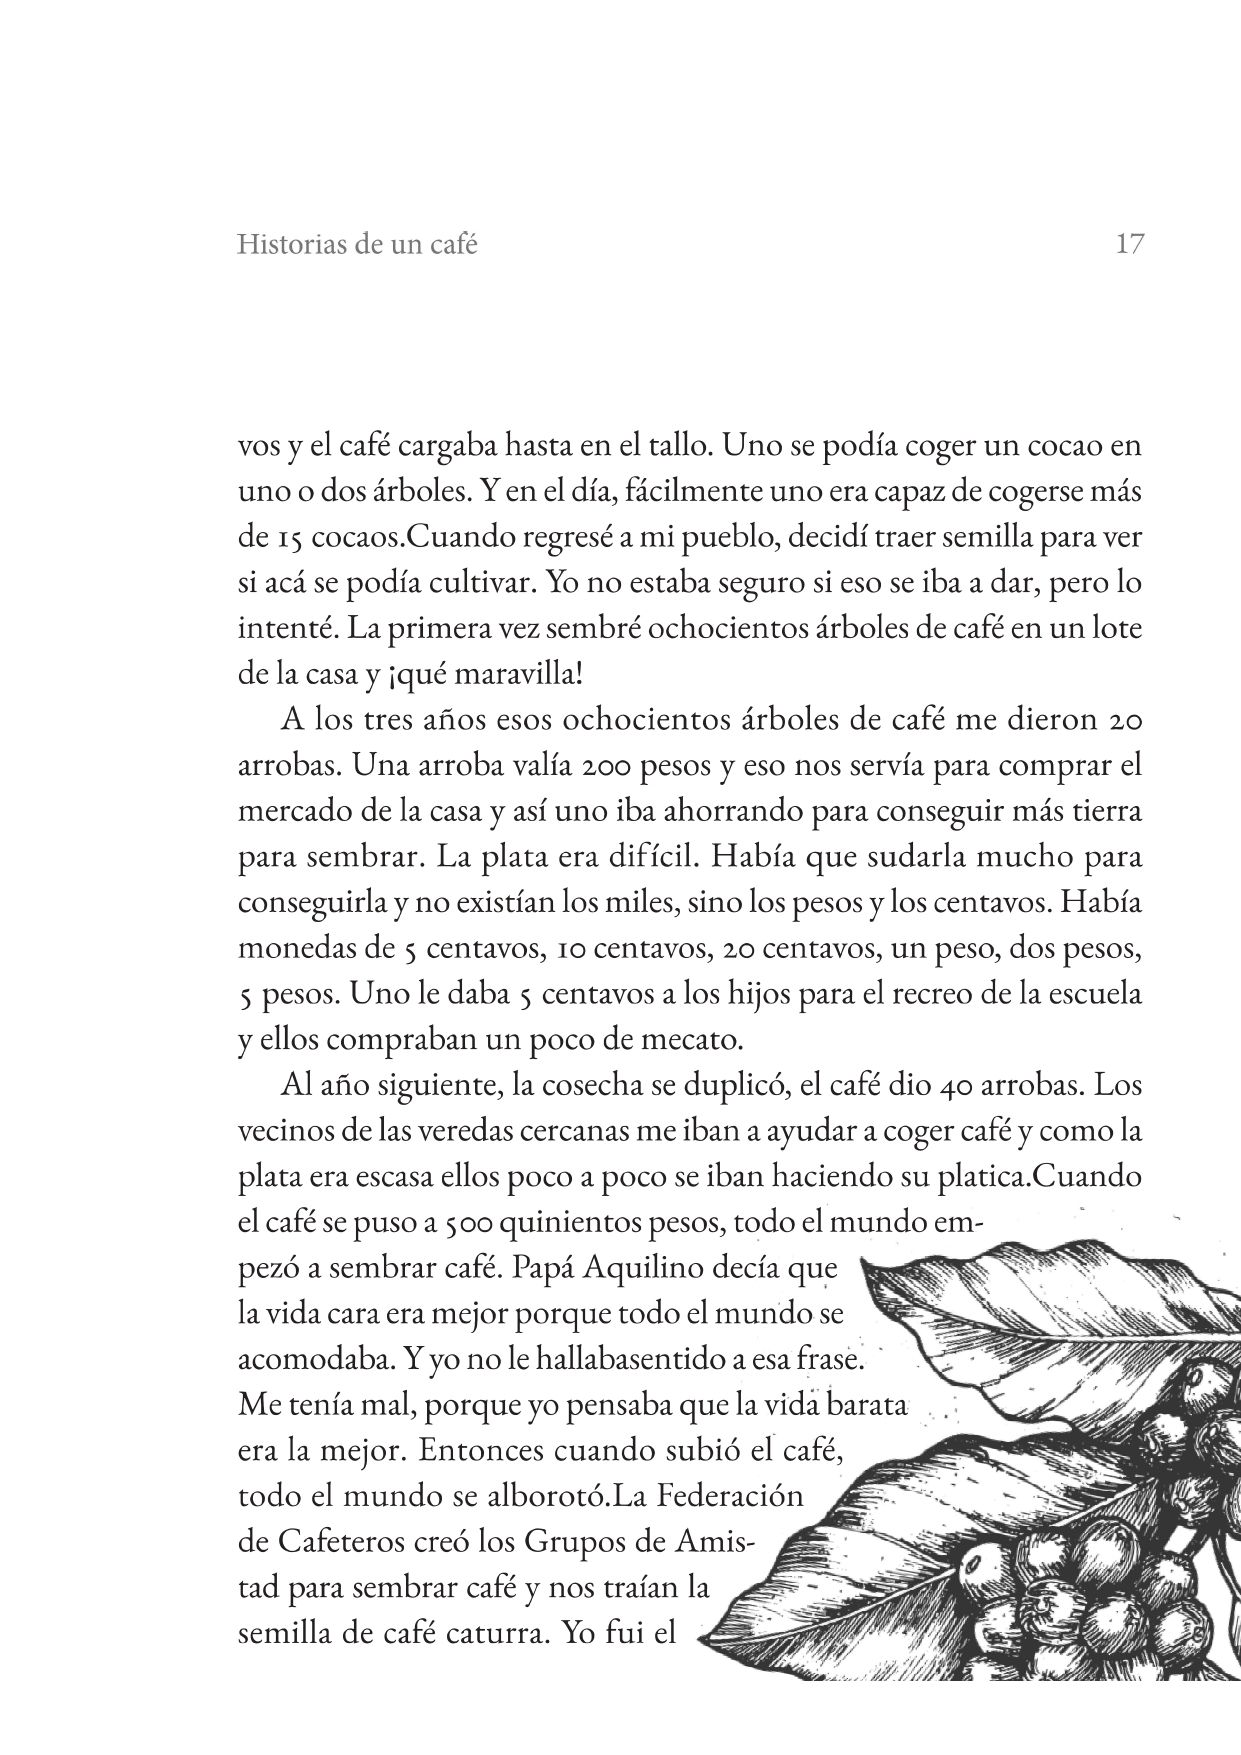 Historias de un café 17
vos y el café cargaba hasta en el tallo. Uno se podía coger un cocao en
uno o dos árboles. Y en el día, fácilmente uno era capaz de cogerse más
de 15 cocaos.Cuando regresé a mi pueblo, decidí traer semilla para ver
si acá se podía cultivar. Yo no estaba seguro si eso se iba a dar, pero lo
intenté. La primera vez sembré ochocientos árboles de café en un lote
de la casa y ¡qué maravilla!
A los tres años esos ochocientos árboles de café me dieron 20
arrobas. Una arroba valía 200 pesos y eso nos servía para comprar el
mercado de la casa y así uno iba ahorrando para conseguir más tierra
para sembrar. La plata era difícil. Había que sudarla mucho para
conseguirla y no existían los miles, sino los pesos y los centavos. Había
monedas de 5 centavos, 10 centavos, 20 centavos, un peso, dos pesos,
5 pesos. Uno le daba 5 centavos a los hijos para el recreo de la escuela
y ellos compraban un poco de mecato.
Al año siguiente, la cosecha se duplicó, el café dio 40 arrobas. Los
vecinos de las veredas cercanas me iban a ayudar a coger café y como la
plata era escasa ellos poco a poco se iban haciendo su platica.Cuando
el café se puso a 500 quinientos pesos, todo el mundo em-
pezó a sembrar café. Papá Aquilino decía que
la vida cara era mejor porque todo el mundo se
acomodaba. Y yo no le hallabasentido a esa frase.
Me tenía mal, porque yo pensaba que la vida barata
era la mejor. Entonces cuando subió el café,
todo el mundo se alborotó.La Federación
de Cafeteros creó los Grupos de Amis-
tad para sembrar café y nos traían la
semilla de café caturra. Yo fui el